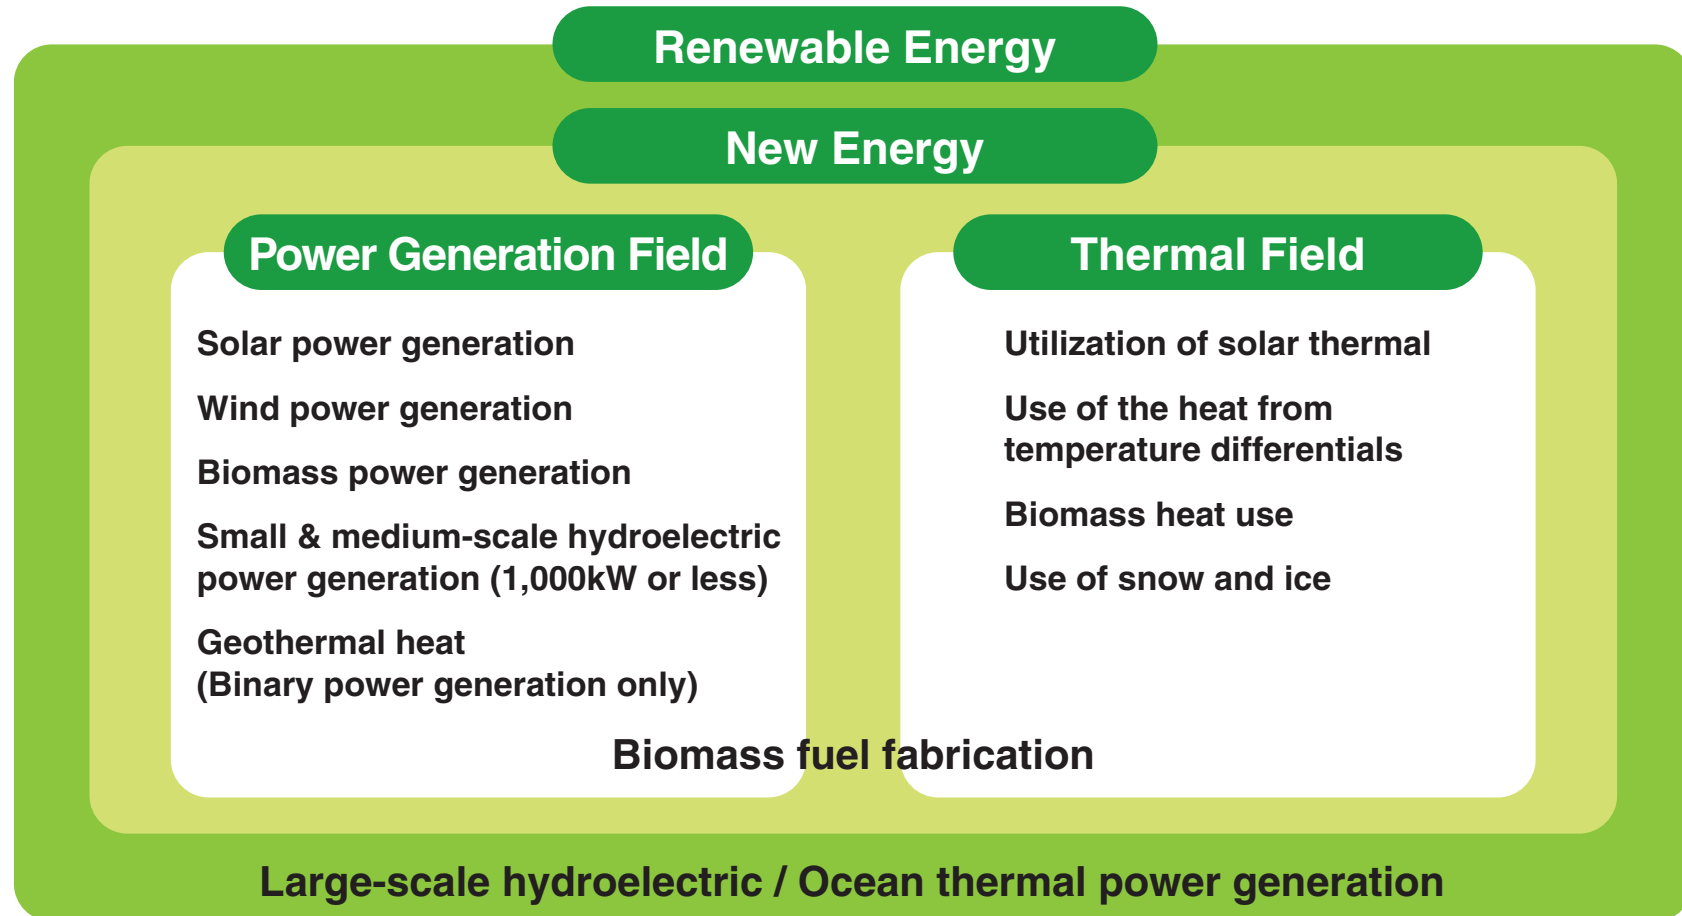 Renewable Energy
New Energy
Power Generation Field
Solar power generation
Wind power generation
Biomass power generation
Small & medium-scale hydroelectric
power generation (1,000kW or less)
Geothermal heat
(Binary power generation only)
Thermal Field
Utilization of solar thermal
Use of the heat from
temperature differentials
Biomass heat use
Use of snow and ice
Biomass fuel fabrication
Large-scale hydroelectric / Ocean thermal power generation